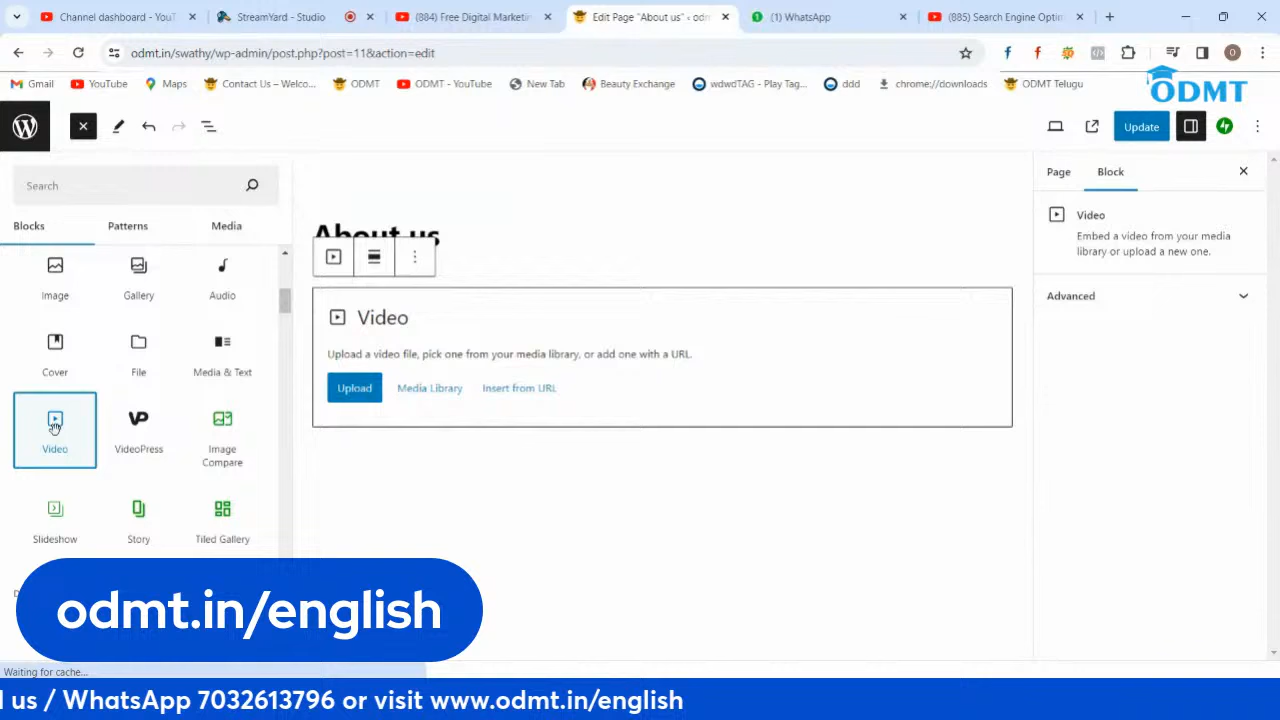 Channel dashboard - YouT
StreamYard - Studio
(884) Free Digital Marketin
Edit Page "About us" ‹ odm
(1) WhatsApp
(885) Search Engine Optin
odmt.in/swathy/wp-admin/post.php?post=11&action=edit
Gmail
YouTube
Maps
Contact Us – Welco...
ODMT
ODMT - YouTube
New Tab
Beauty Exchange
wdwdTAG - Play Tag...
ddd
chrome://downloads
ODMT Telugu
ODMT
Update
Search
Page
Block
Blocks
Patterns
Media
Video
Embed a video from your media
library or upload a new one.
About us
Advanced
Image
Gallery
Audio
Video
Upload a video file, pick one from your media library, or add one with a URL.
Cover
File
Media & Text
Upload
Media Library
Insert from URL
Video
VideoPress
Image
Compare
Slideshow
Story
Tiled Gallery
odmt.in/english
Waiting for cache...
us / WhatsApp 7032613796 or visit www.odmt.in/english